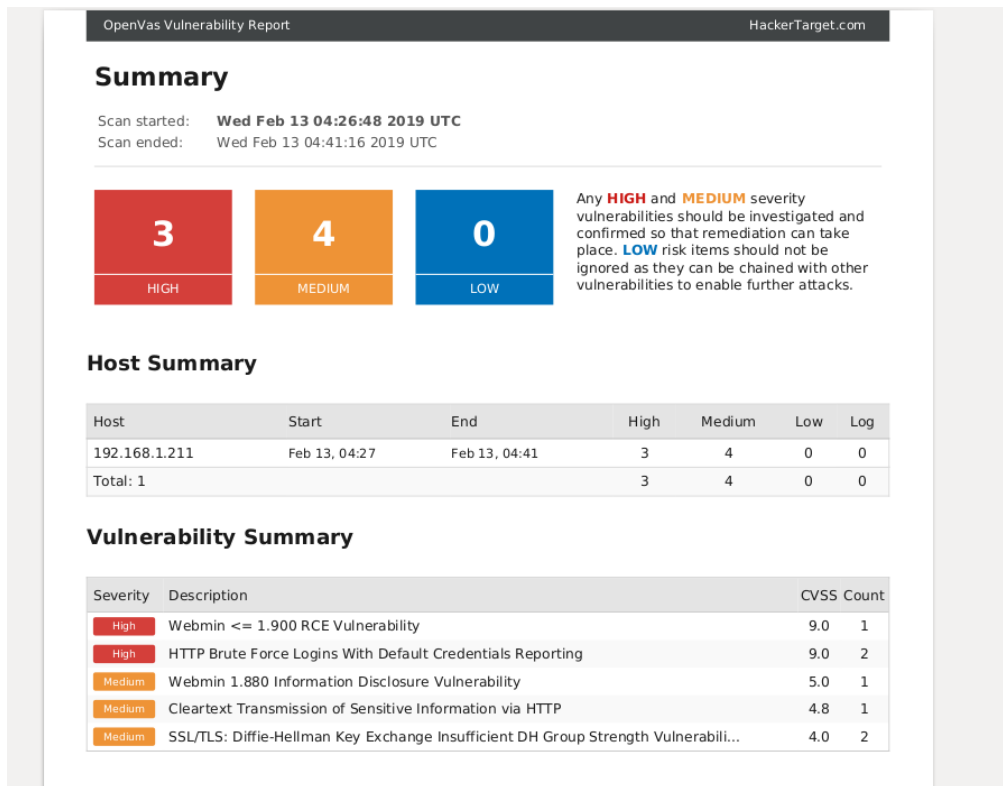 OpenVas Vulnerability Report HackerTarget.com
Summary
Scan started: Wed Feb 13 04:26:48 2019 UTC
Scan ended: Wed Feb 13 04:41:16 2019 UTC
3
HIGH
4
MEDIUM
0
LOW
Any HIGH and MEDIUM severity
vulnerabilities should be investigated and
confirmed so that remediation can take
place. LOW risk items should not be
ignored as they can be chained with other
vulnerabilities to enable further attacks.
Host Summary
Host Start End High Medium Low Log
192.168.1.211 Feb 13, 04:27 Feb 13, 04:41 3 4 0 0
Total: 1 3 4 0 0
Vulnerability Summary
Severity Description CVSS Count
High Webmin <= 1.900 RCE Vulnerability 9.0 1
High HTTP Brute Force Logins With Default Credentials Reporting 9.0 2
Medium Webmin 1.880 Information Disclosure Vulnerability 5.0 1
Medium Cleartext Transmission of Sensitive Information via HTTP 4.8 1
Medium SSL/TLS: Diffie-Hellman Key Exchange Insufficient DH Group Strength Vulnerabili... 4.0 2